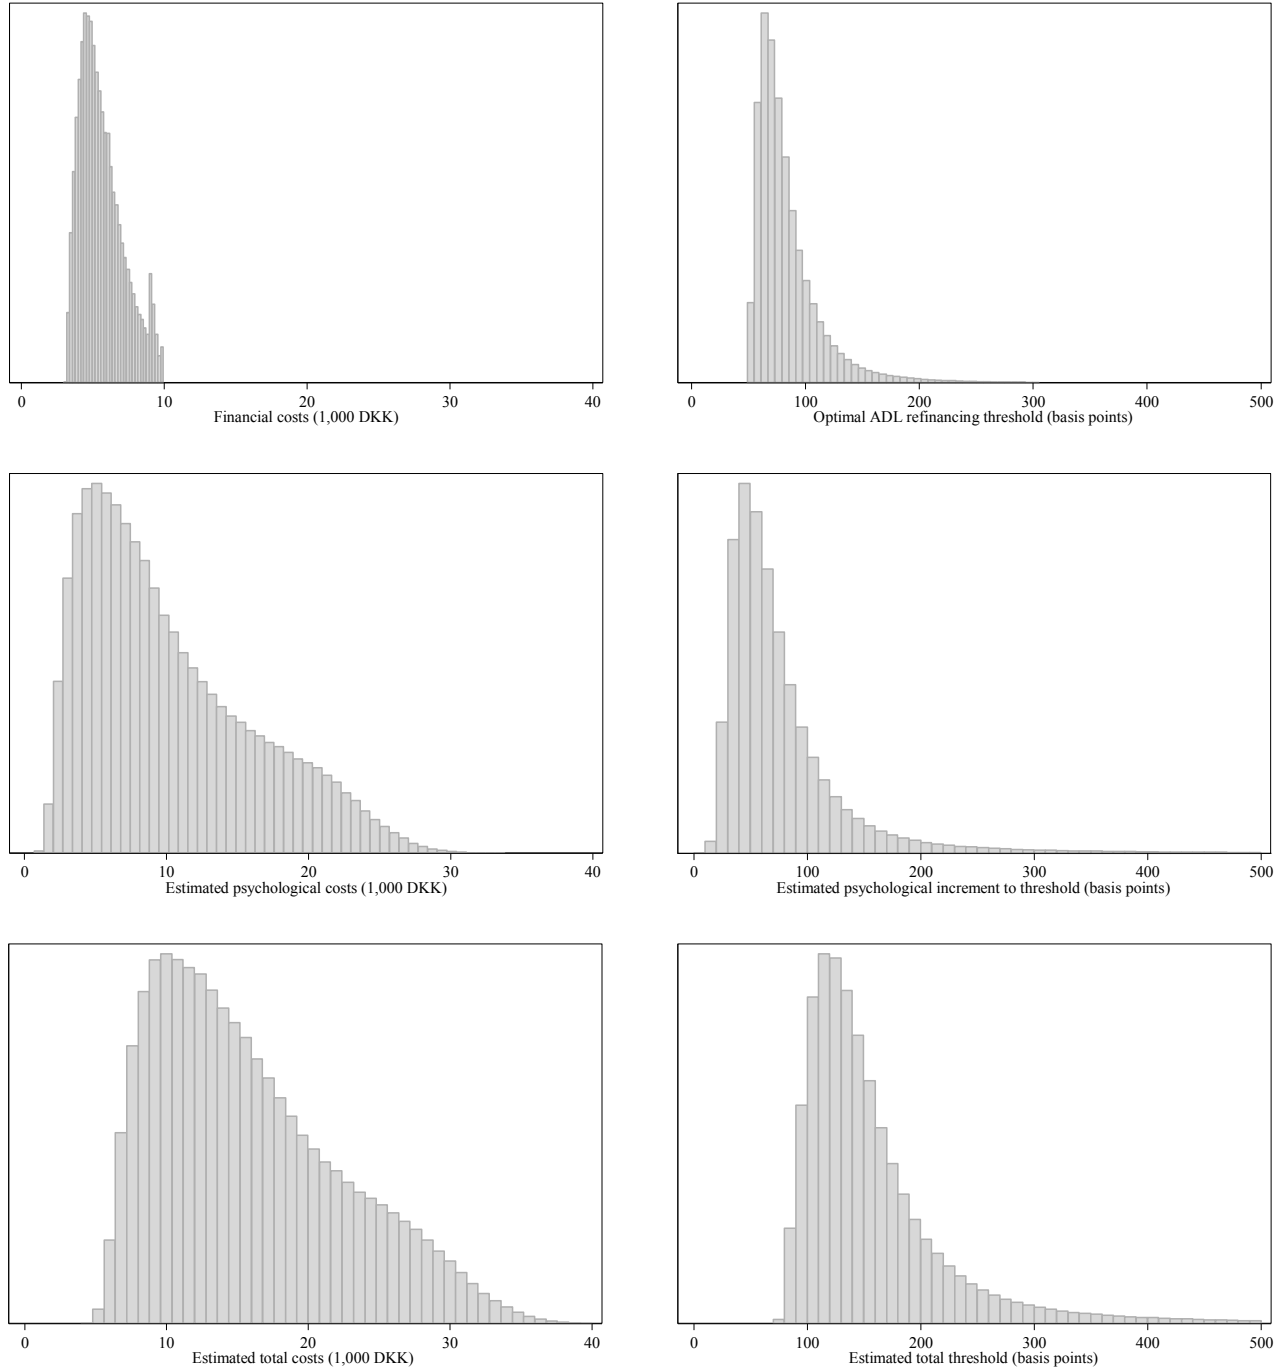 0 10 20 30 40
Financial costs (1,000 DKK)
0 100 200 300 400 500
Optimal ADL refinancing threshold (basis points)
0 10 20 30 40
Estimated psychological costs (1,000 DKK)
0 100 200 300 400 500
Estimated psychological increment to threshold (basis points)
0 10 20 30 40
Estimated total costs (1,000 DKK)
0 100 200 300 400 500
Estimated total threshold (basis points)